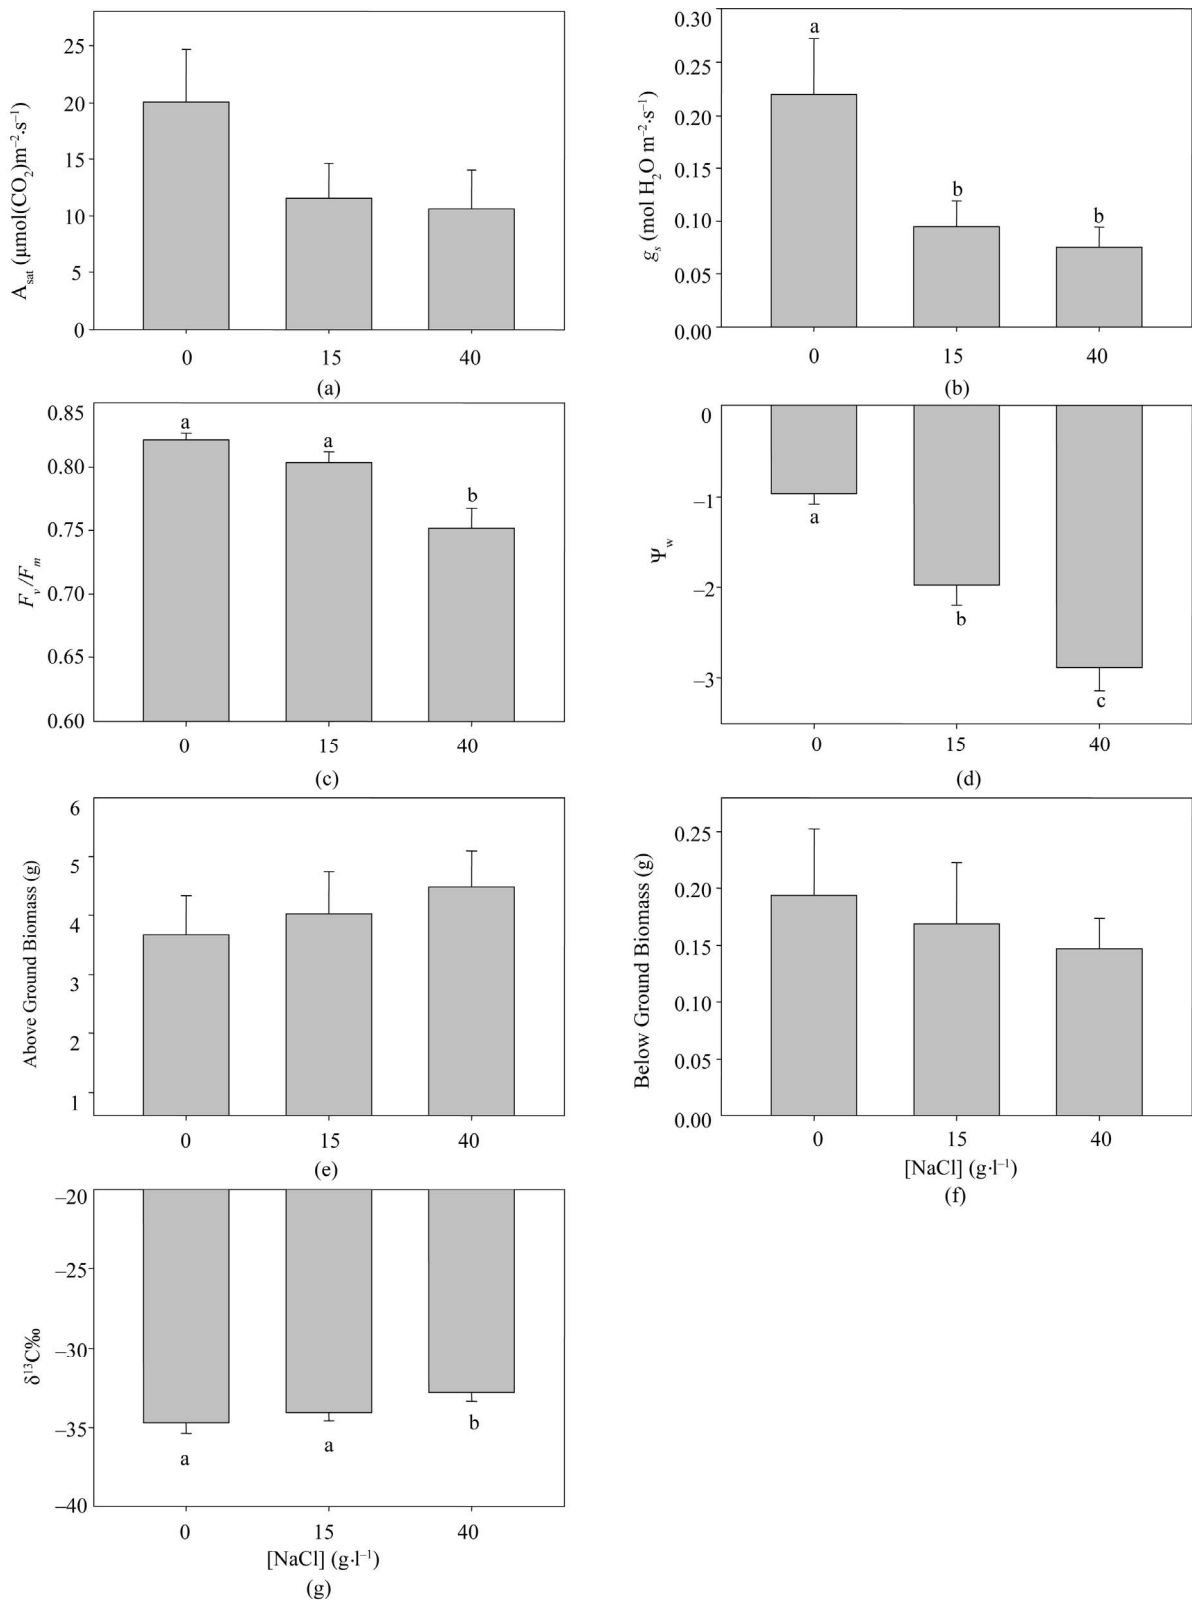 25
20
15
10
5
0
A_sat (μmol(CO₂)m⁻²·s⁻¹)
0 15 40
(a)
0.30
0.25
0.20
0.15
0.10
0.05
0.00
g_s (mol H₂O m⁻²·s⁻¹)
a
b
b
0 15 40
(b)
0.85
0.80
0.75
0.70
0.65
0.60
F_v/F_m
a
a
b
0 15 40
(c)
0
−1
−2
−3
Ψ_w
a
b
c
0 15 40
(d)
6
5
4
3
2
1
Above Ground Biomass (g)
0 15 40
(e)
0.25
0.20
0.15
0.10
0.05
0.00
Below Ground Biomass (g)
0 15 40
[NaCl] (g·l⁻¹)
(f)
−20
−25
−30
−35
−40
δ¹³C‰
a
a
b
0 15 40
[NaCl] (g·l⁻¹)
(g)